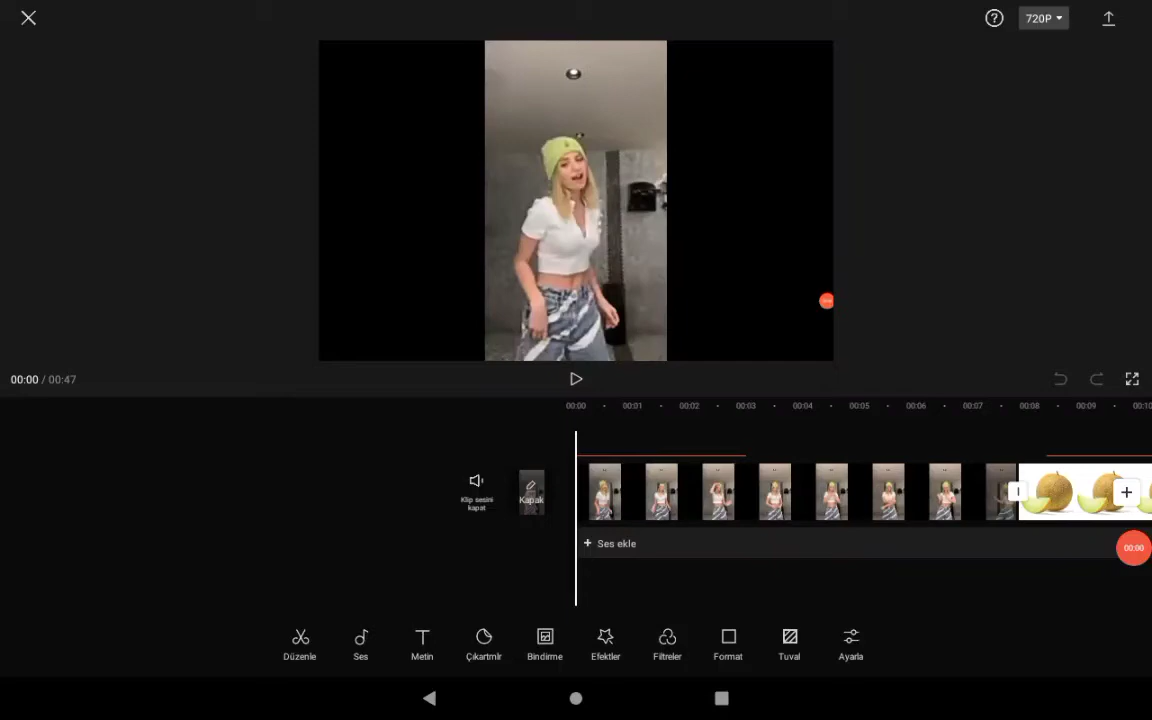 720P
00:00 / 00:47
00:00 00:01 00:02 00:03 00:04 00:05 00:06 00:07 00:08 00:09 00:10
Klip sesini
kapat
Kapak
+ Ses ekle
00:00
Düzenle Ses Metin Çıkartmlr Bindirme Efektler Filtreler Format Tuval Ayarla